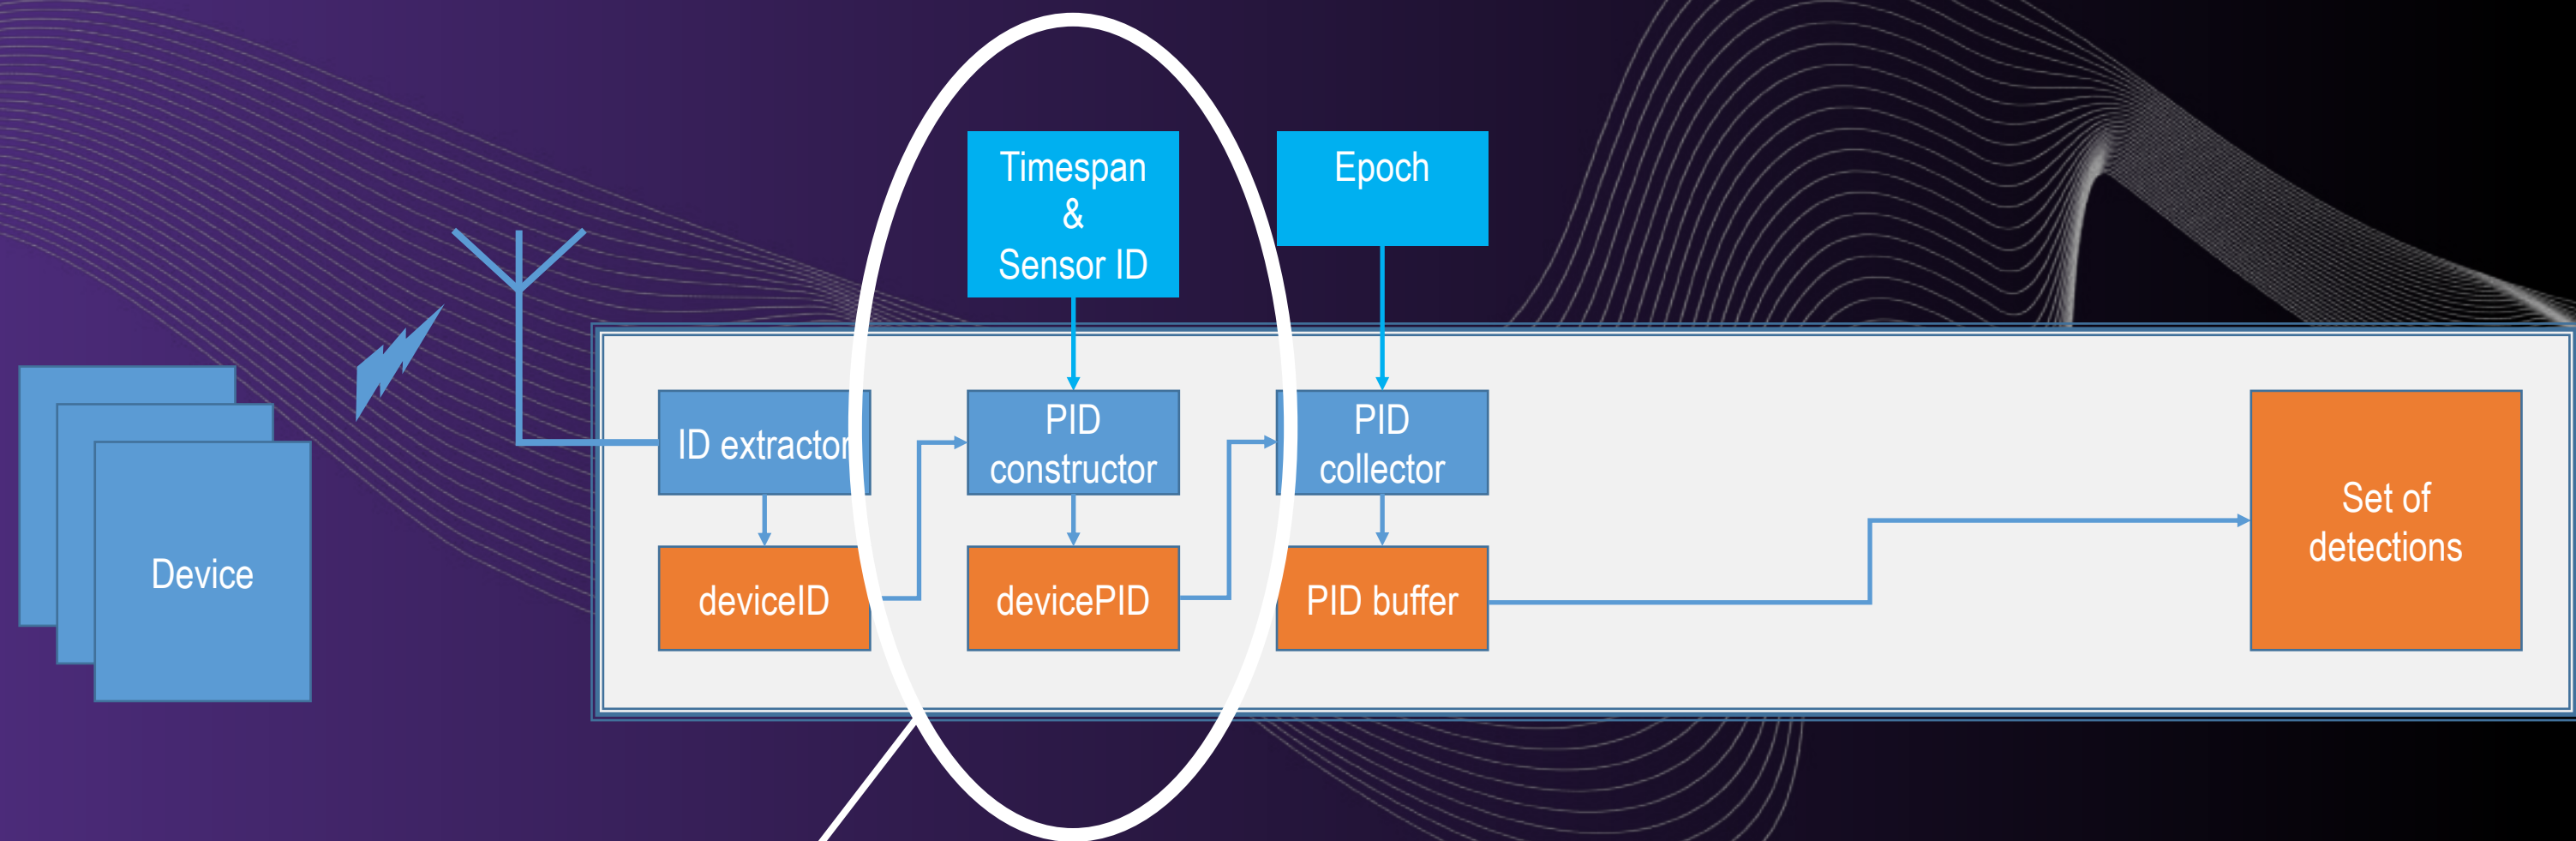 Timespan
&
Sensor ID
Epoch
ID extractor
PID
constructor
PID
collector
Set of
detections
Device
deviceID
devicePID
PID buffer